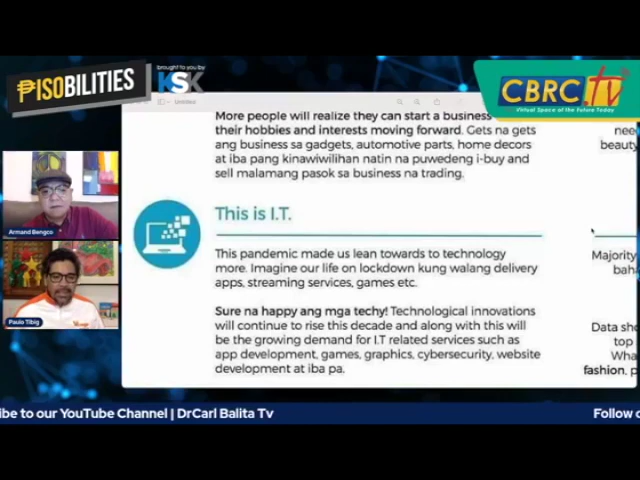 ₱ISOBILITIES
brought to you by
KSK
CBRC.tv
Virtual Space of the Future Today
Untitled
More people will realize they can start a business
their hobbies and interests moving forward. Gets na gets
ang business sa gadgets, automotive parts, home decors
at iba pang kinawiwilihan natin na puwedeng i-buy and
sell malamang pasok sa business na trading.
This is I.T.
This pandemic made us lean towards to technology
more. Imagine our life on lockdown kung walang delivery
apps, streaming services, games etc.
Sure na happy ang mga techy! Technological innovations
will continue to rise this decade and along with this will
be the growing demand for I.T related services such as
app development, games, graphics, cybersecurity, website
development at iba pa.
nee
beauty
Majority
baha
Data sho
top
Wha
fashion, p
Armand Bengco
Paulo Tibig
ibe to our YouTube Channel | DrCarl Balita Tv
Follow o